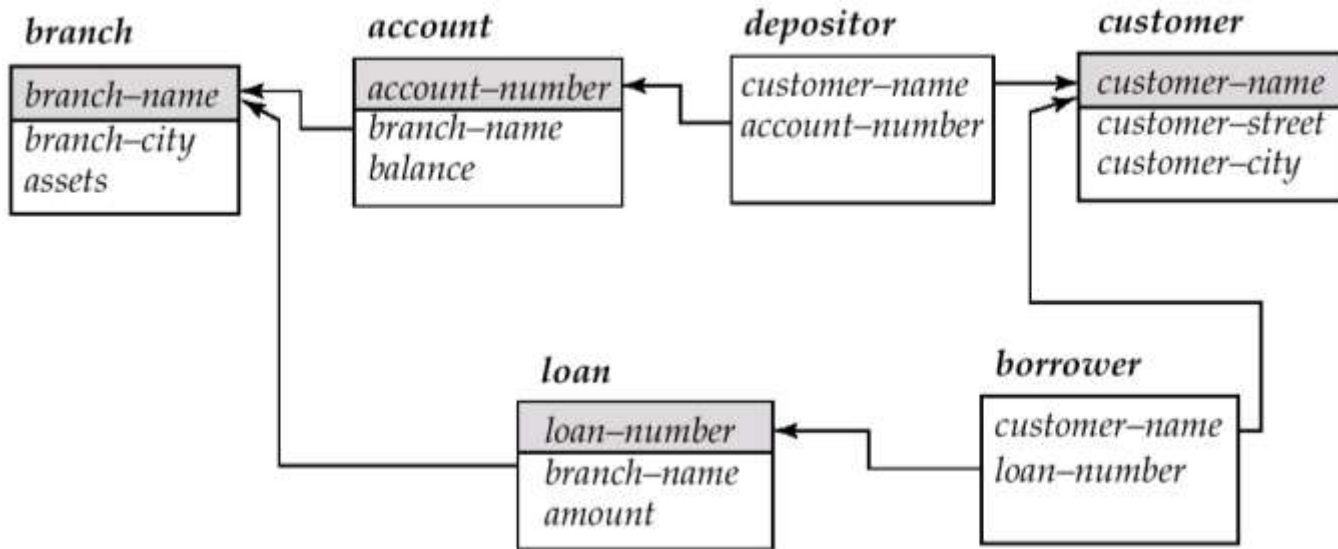 branch
branch–name
branch–city
assets
account
account–number
branch–name
balance
depositor
customer–name
account–number
customer
customer–name
customer–street
customer–city
loan
loan–number
branch–name
amount
borrower
customer–name
loan–number